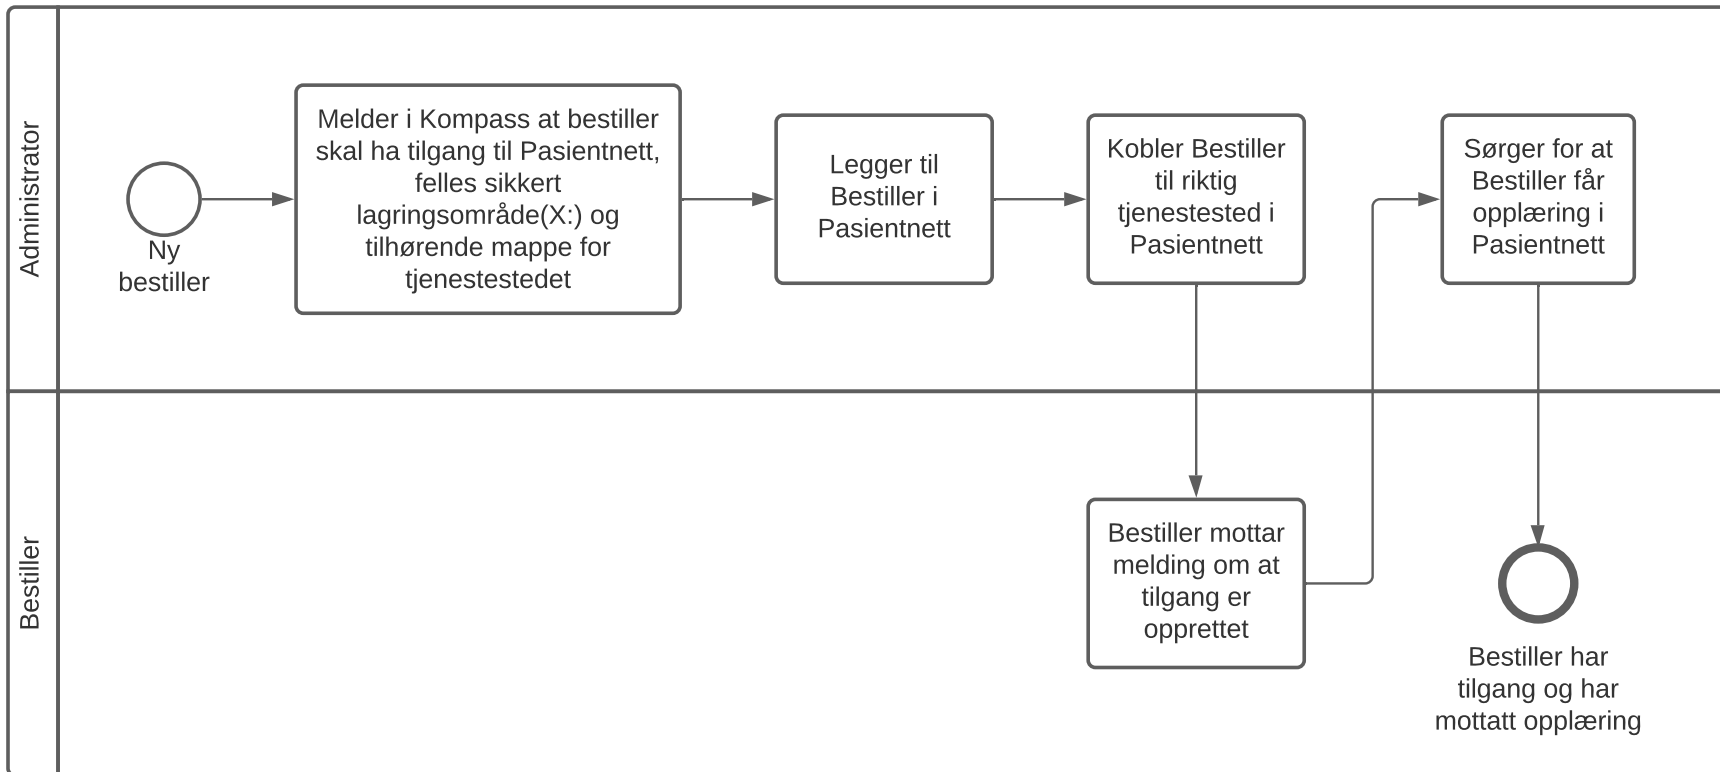 Administrator
Ny
bestiller
Melder i Kompass at bestiller
skal ha tilgang til Pasientnett,
felles sikkert
lagringsområde(X:) og
tilhørende mappe for
tjenestestedet
Legger til
Bestiller i
Pasientnett
Kobler Bestiller
til riktig
tjenestested i
Pasientnett
Sørger for at
Bestiller får
opplæring i
Pasientnett
Bestiller
Bestiller mottar
melding om at
tilgang er
opprettet
Bestiller har
tilgang og har
mottatt opplæring